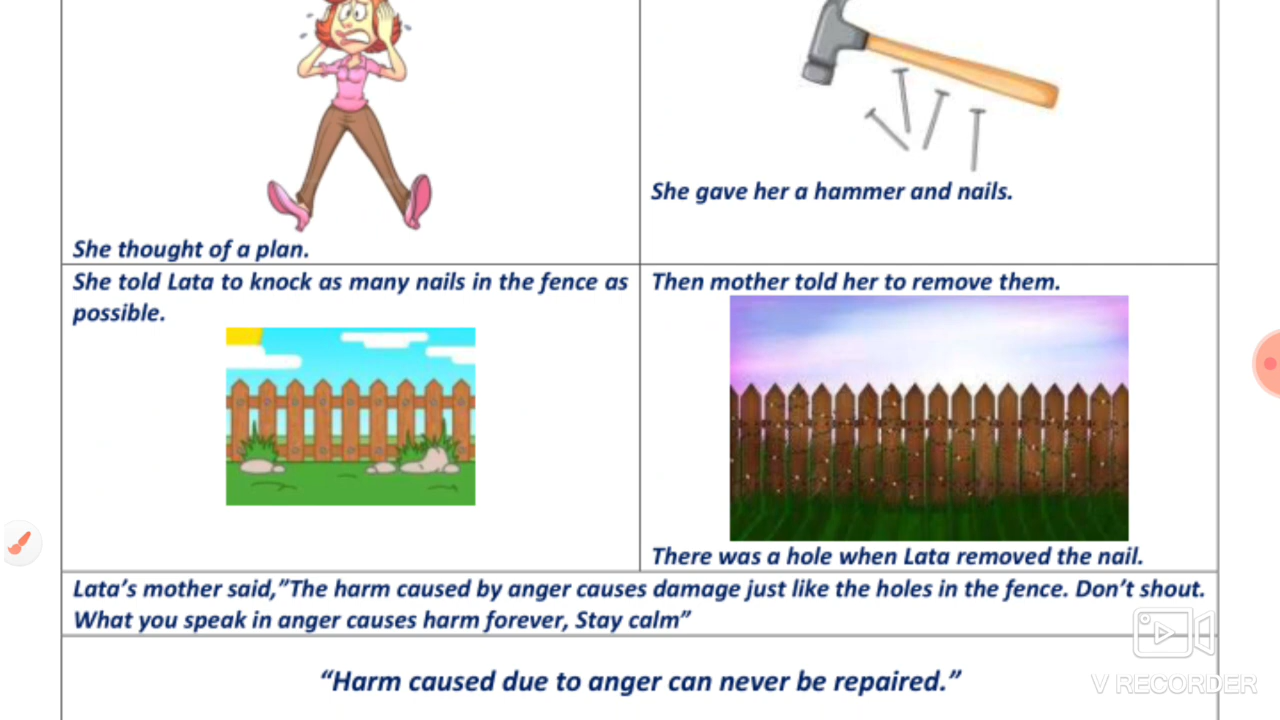 She thought of a plan.
She gave her a hammer and nails.
She told Lata to knock as many nails in the fence as
possible.
Then mother told her to remove them.
There was a hole when Lata removed the nail.
Lata’s mother said,”The harm caused by anger causes damage just like the holes in the fence. Don’t shout.
What you speak in anger causes harm forever, Stay calm”
“Harm caused due to anger can never be repaired.”
V RECORDER